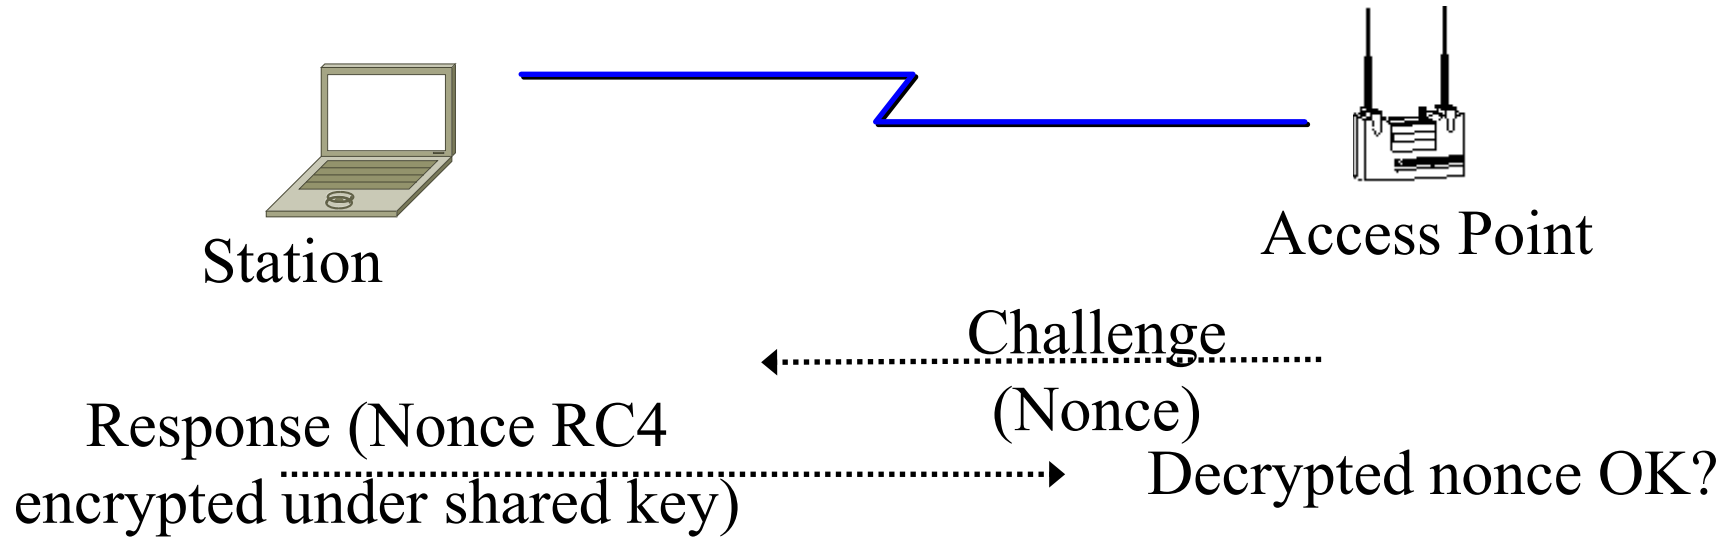 Station
Access Point
Challenge
(Nonce)
Response (Nonce RC4
encrypted under shared key)
Decrypted nonce OK?